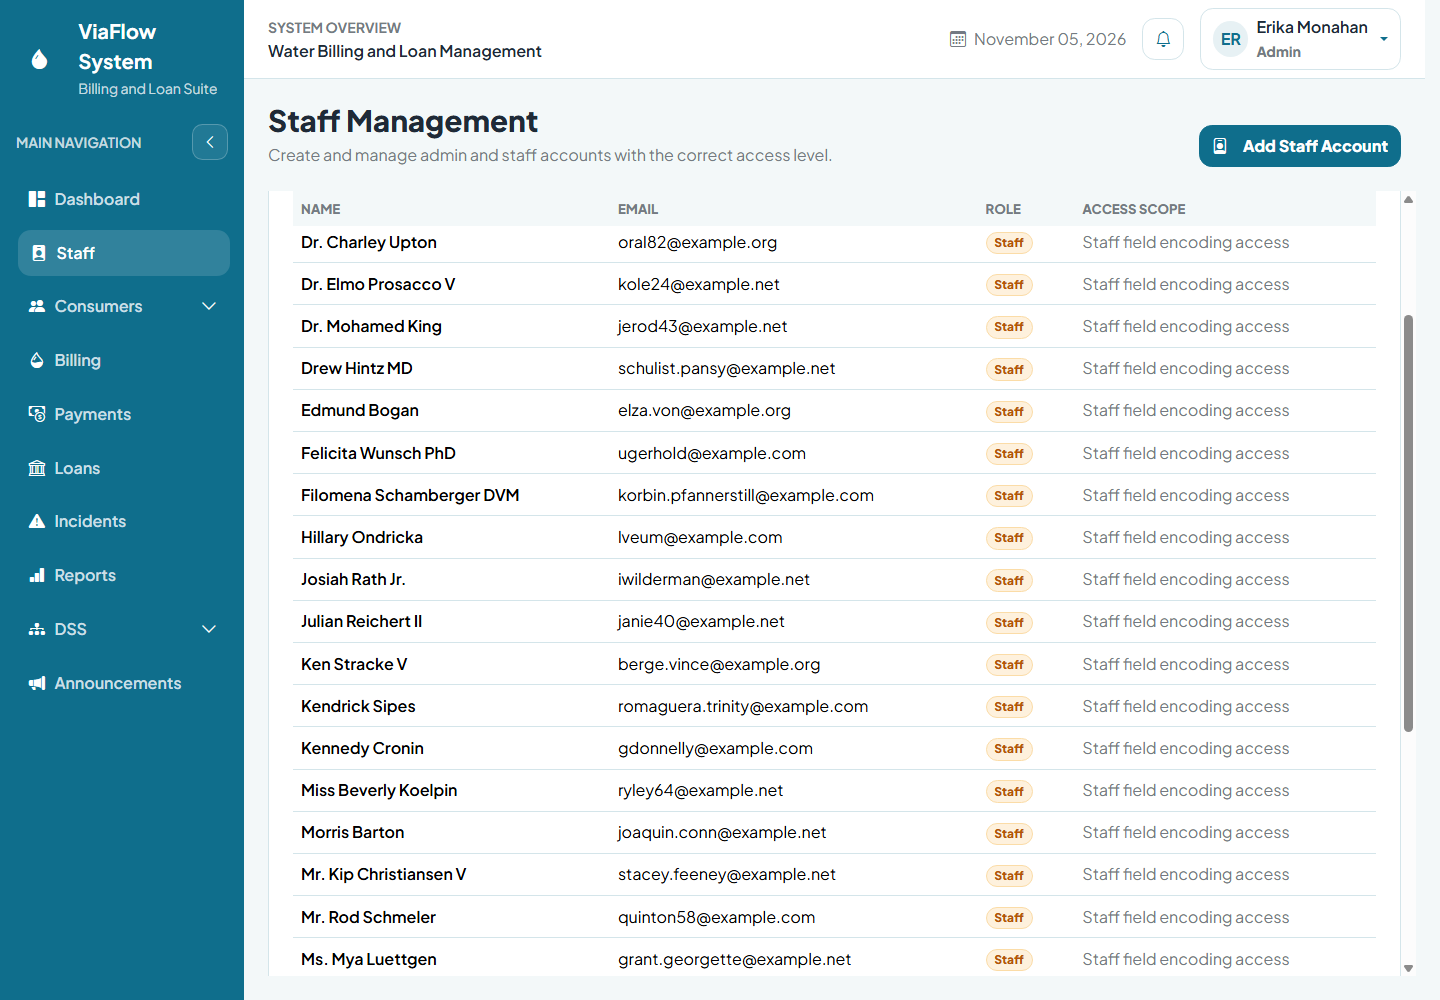 ViaFlow
System
Billing and Loan Suite
MAIN NAVIGATION
Dashboard
Staff
Consumers
Billing
Payments
Loans
Incidents
Reports
DSS
Announcements
SYSTEM OVERVIEW
Water Billing and Loan Management
November 05, 2026
ER
Erika Monahan
Admin
Staff Management
Create and manage admin and staff accounts with the correct access level.
Add Staff Account
NAME EMAIL ROLE ACCESS SCOPE
Dr. Charley Upton oral82@example.org Staff Staff field encoding access
Dr. Elmo Prosacco V kole24@example.net Staff Staff field encoding access
Dr. Mohamed King jerod43@example.net Staff Staff field encoding access
Drew Hintz MD schulist.pansy@example.net Staff Staff field encoding access
Edmund Bogan elza.von@example.org Staff Staff field encoding access
Felicita Wunsch PhD ugerhold@example.com Staff Staff field encoding access
Filomena Schamberger DVM korbin.pfannerstill@example.com Staff Staff field encoding access
Hillary Ondricka lveum@example.com Staff Staff field encoding access
Josiah Rath Jr. iwilderman@example.net Staff Staff field encoding access
Julian Reichert II janie40@example.net Staff Staff field encoding access
Ken Stracke V berge.vince@example.org Staff Staff field encoding access
Kendrick Sipes romaguera.trinity@example.com Staff Staff field encoding access
Kennedy Cronin gdonnelly@example.com Staff Staff field encoding access
Miss Beverly Koelpin ryley64@example.net Staff Staff field encoding access
Morris Barton joaquin.conn@example.net Staff Staff field encoding access
Mr. Kip Christiansen V stacey.feeney@example.net Staff Staff field encoding access
Mr. Rod Schmeler quinton58@example.com Staff Staff field encoding access
Ms. Mya Luettgen grant.georgette@example.net Staff Staff field encoding access